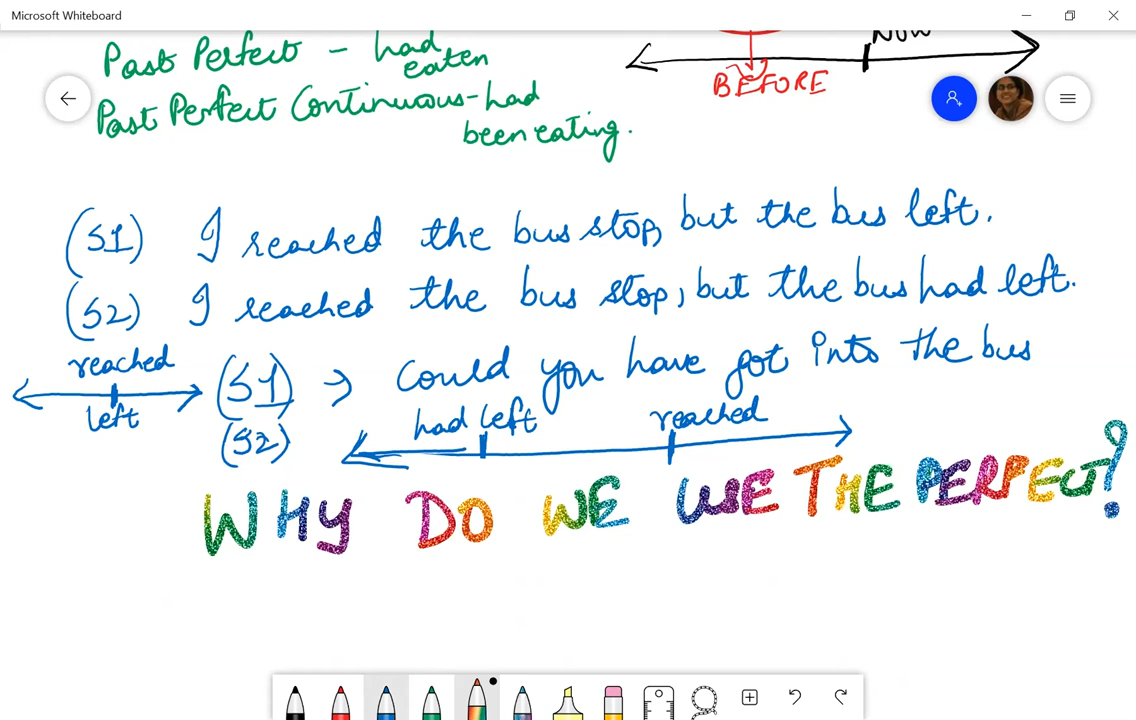 Microsoft Whiteboard
Past Perfect - had eaten
NOW
BEFORE
Past Perfect Continuous - had been eating.
(S1) I reached the bus stop, but the bus left.
(S2) I reached the bus stop, but the bus had left.
reached
left
(S1) → Could you have got into the bus
(S2)
had left reached
WHY DO WE USE THE PERFECT?